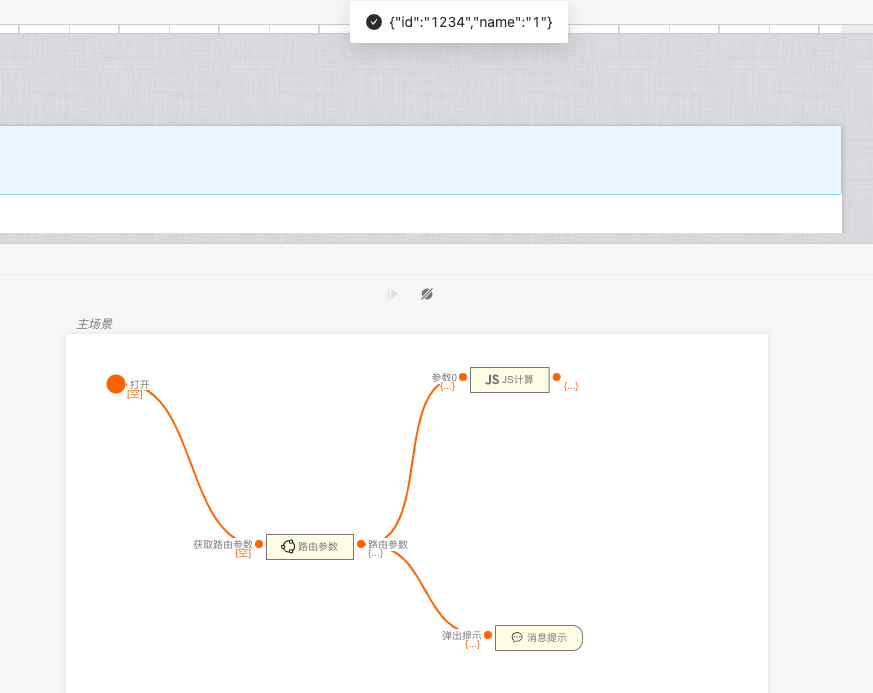 {"id":"1234","name":"1"}
主场景
打开
[空]
参数0
{...}
JS JS计算
{...}
获取路由参数
[空]
路由参数
路由参数
{...}
弹出提示
{...}
消息提示